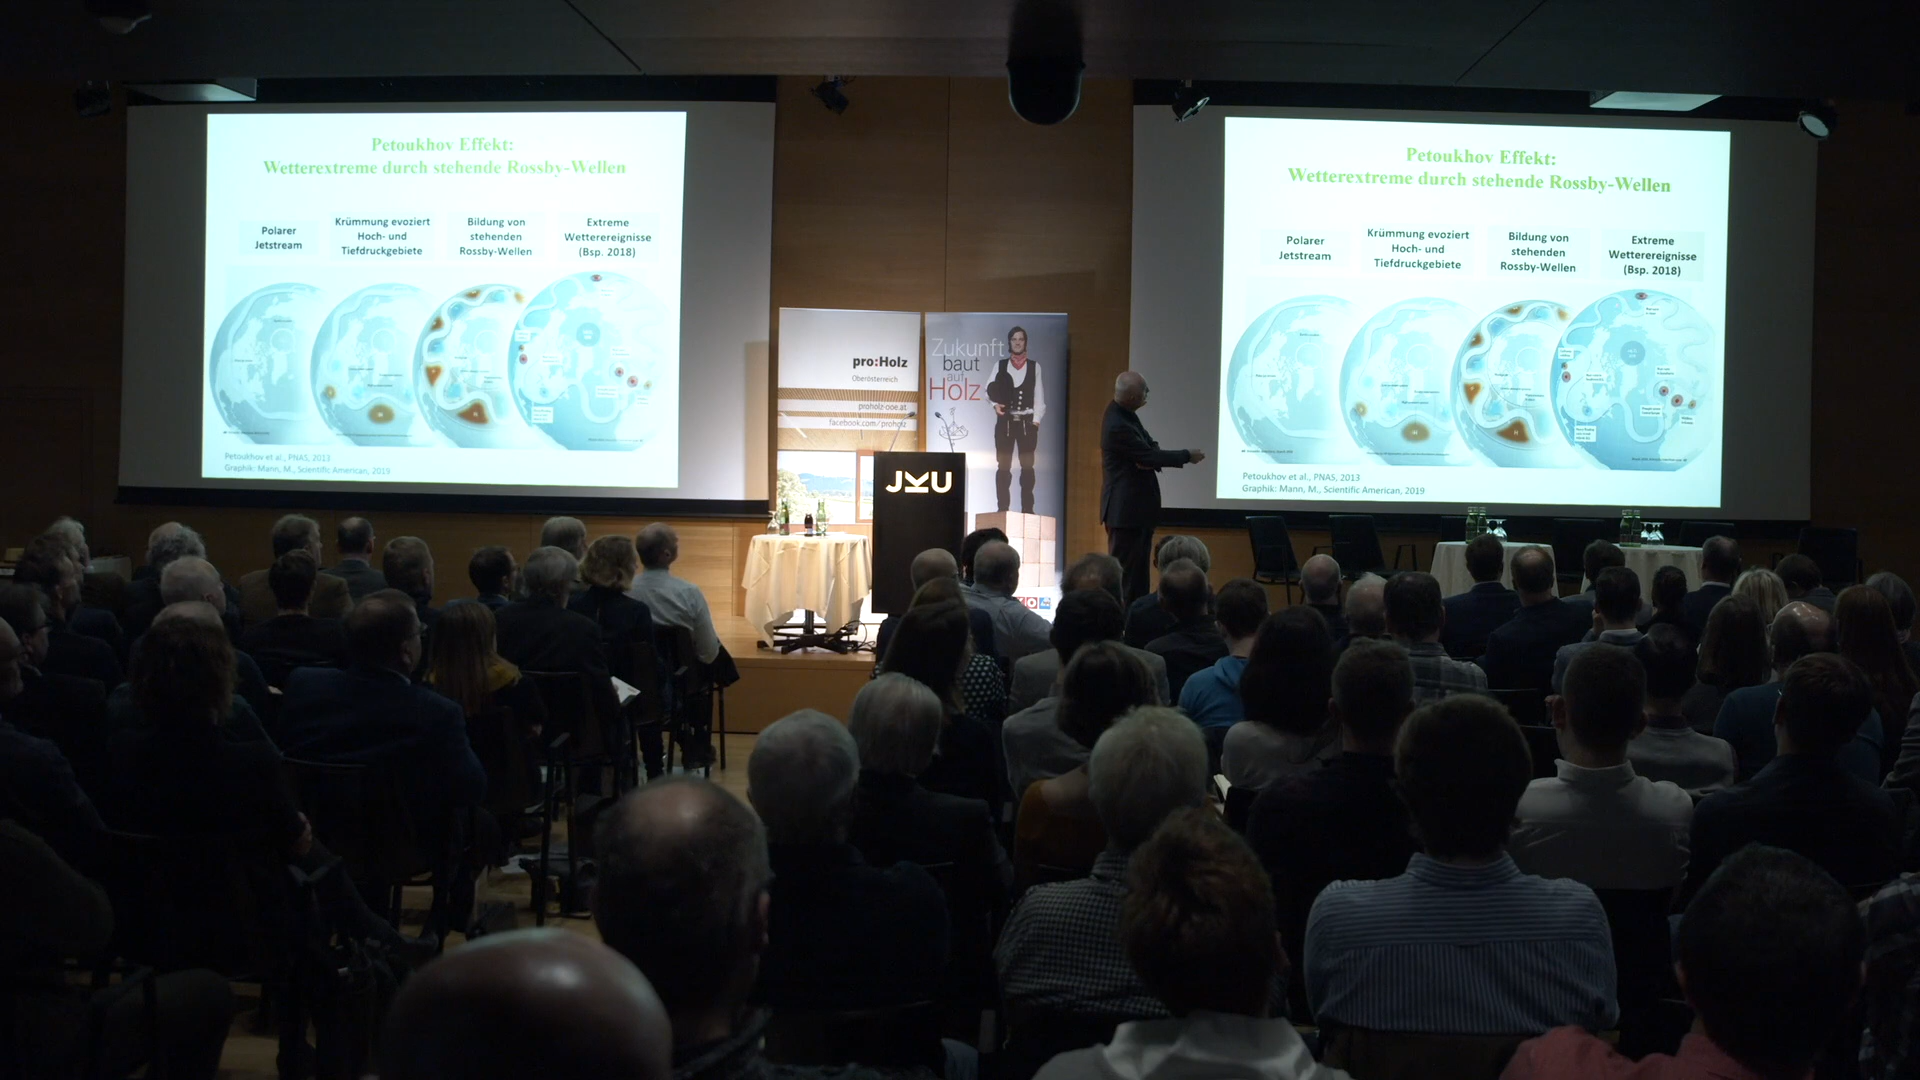 Petoukhov Effekt:
Wetterextreme durch stehende Rossby-Wellen
Polarer
Jetstream
Krümmung evoziert
Hoch- und
Tiefdruckgebiete
Bildung von
stehenden
Rossby-Wellen
Extreme
Wetterereignisse
(Bsp. 2018)
Petoukhov et al., PNAS, 2013
Graphik: Mann, M., Scientific American, 2019
pro:Holz
Oberösterreich
proholz-ooe.at
facebook.com/proholz
Zukunft
baut
auf
Holz
JKU
Petoukhov Effekt:
Wetterextreme durch stehende Rossby-Wellen
Polarer
Jetstream
Krümmung evoziert
Hoch- und
Tiefdruckgebiete
Bildung von
stehenden
Rossby-Wellen
Extreme
Wetterereignisse
(Bsp. 2018)
Petoukhov et al., PNAS, 2013
Graphik: Mann, M., Scientific American, 2019